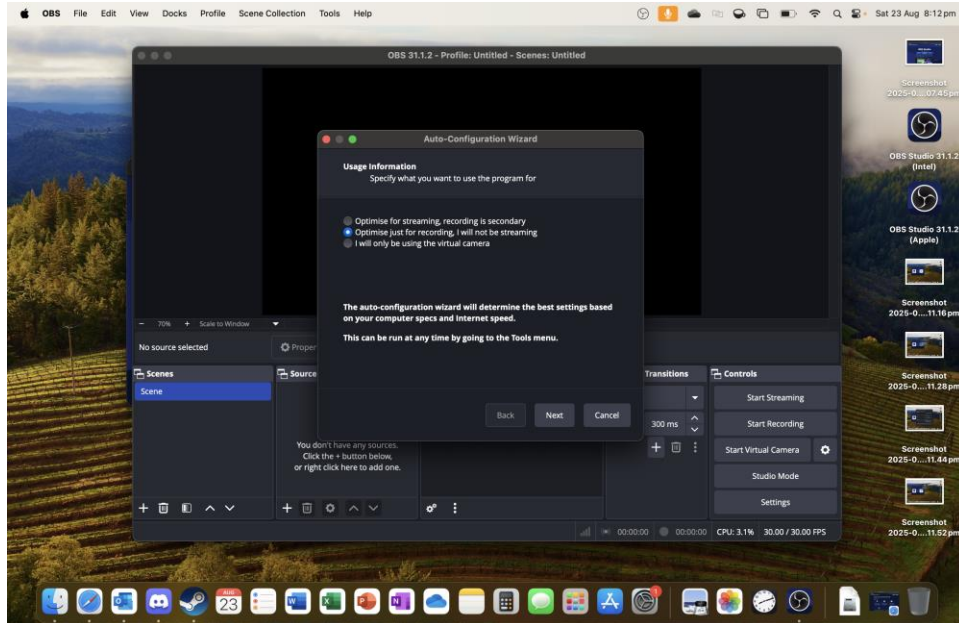 OBS File Edit View Docks Profile Scene Collection Tools Help Sat 23 Aug 8:12 pm
OBS 31.1.2 - Profile: Untitled - Scenes: Untitled
Auto-Configuration Wizard
Usage Information
Specify what you want to use the program for
Optimise for streaming, recording is secondary
Optimise just for recording, I will not be streaming
I will only be using the virtual camera
The auto-configuration wizard will determine the best settings based
on your computer specs and Internet speed.
This can be run at any time by going to the Tools menu.
Back Next Cancel
70% Scale to Window
No source selected Proper
Scenes
Scene
Source
You don't have any sources.
Click the + button below,
or right click here to add one.
Transitions
300 ms
Controls
Start Streaming
Start Recording
Start Virtual Camera
Studio Mode
Settings
00:00:00 00:00:00 CPU: 3.1% 30.00 / 30.00 FPS
Screenshot
2025-0....07.45 pm
OBS Studio 31.1.2
(Intel)
OBS Studio 31.1.2
(Apple)
Screenshot
2025-0....11.16 pm
Screenshot
2025-0....11.28 pm
Screenshot
2025-0....11.44 pm
Screenshot
2025-0....11.52 pm
AUG
23